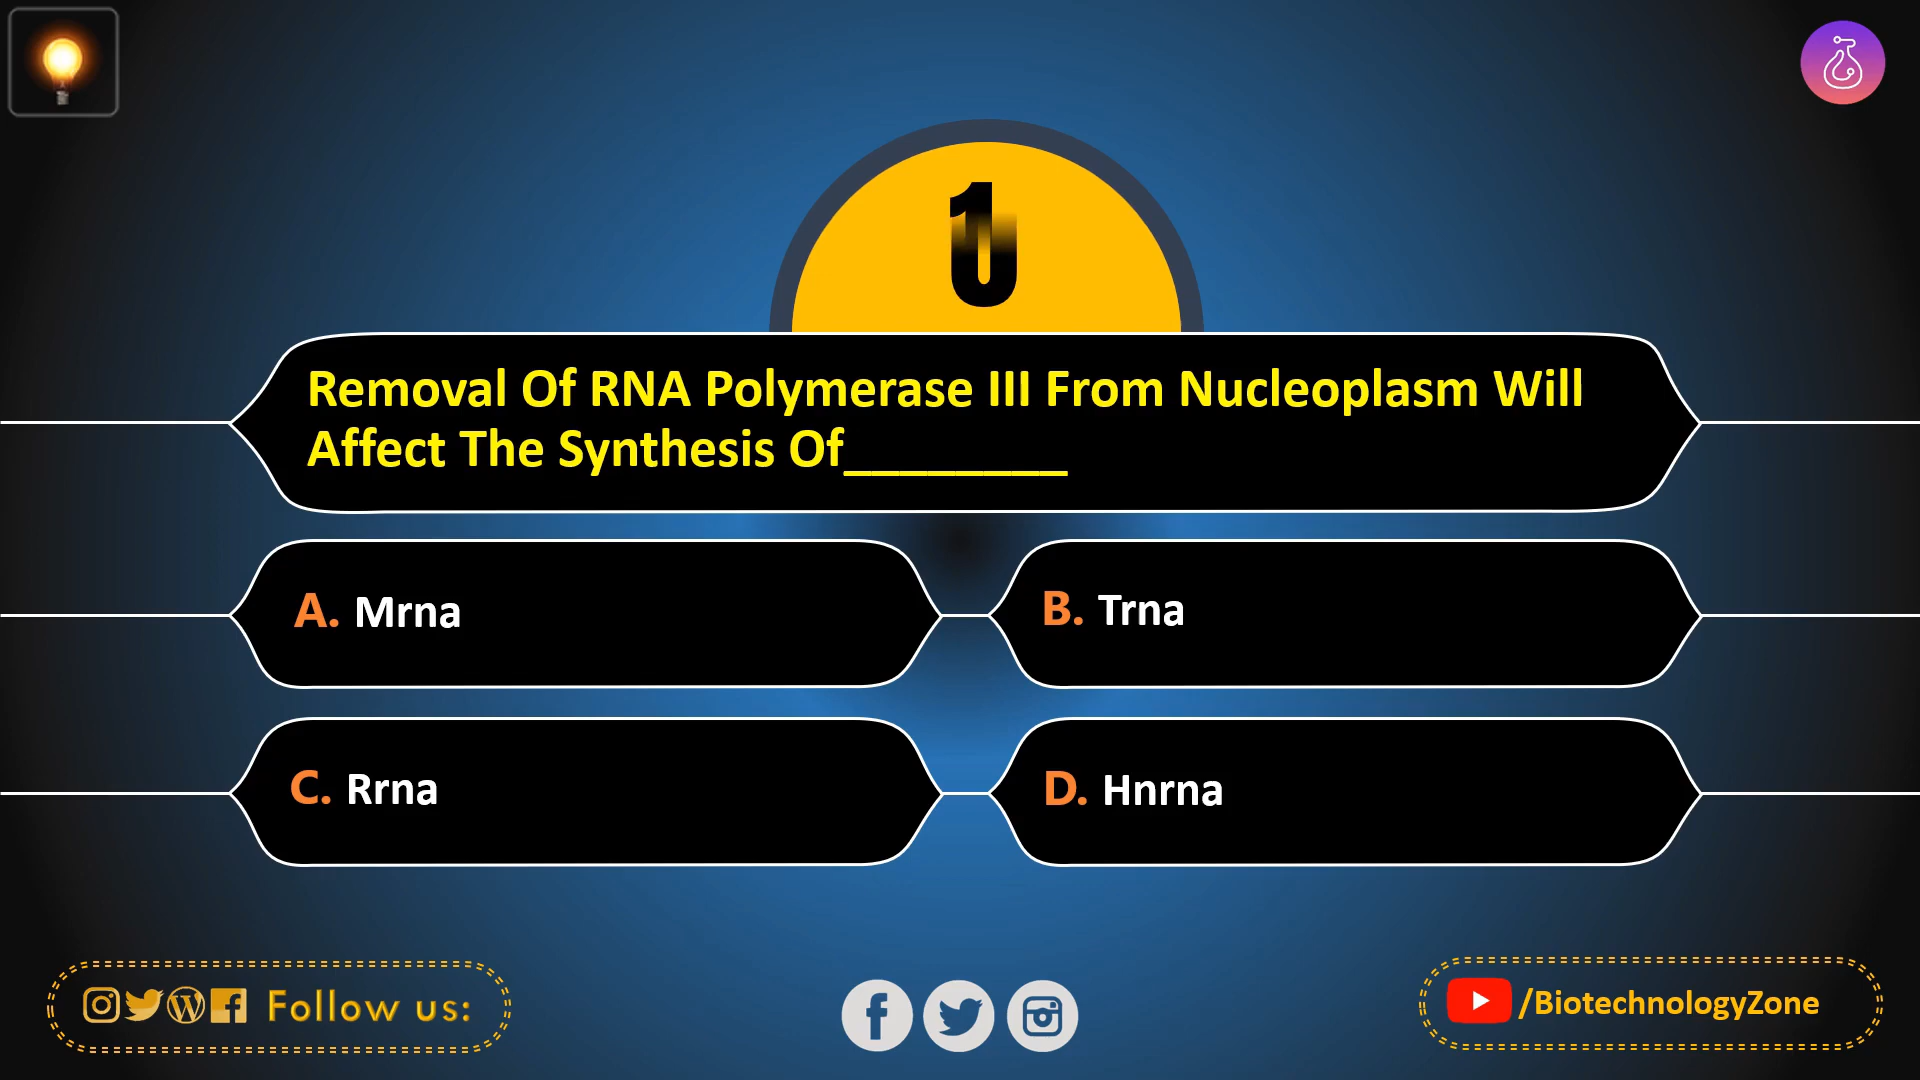 Removal Of RNA Polymerase III From Nucleoplasm Will
Affect The Synthesis Of________
A. Mrna
B. Trna
C. Rrna
D. Hnrna
Follow us:
/BiotechnologyZone